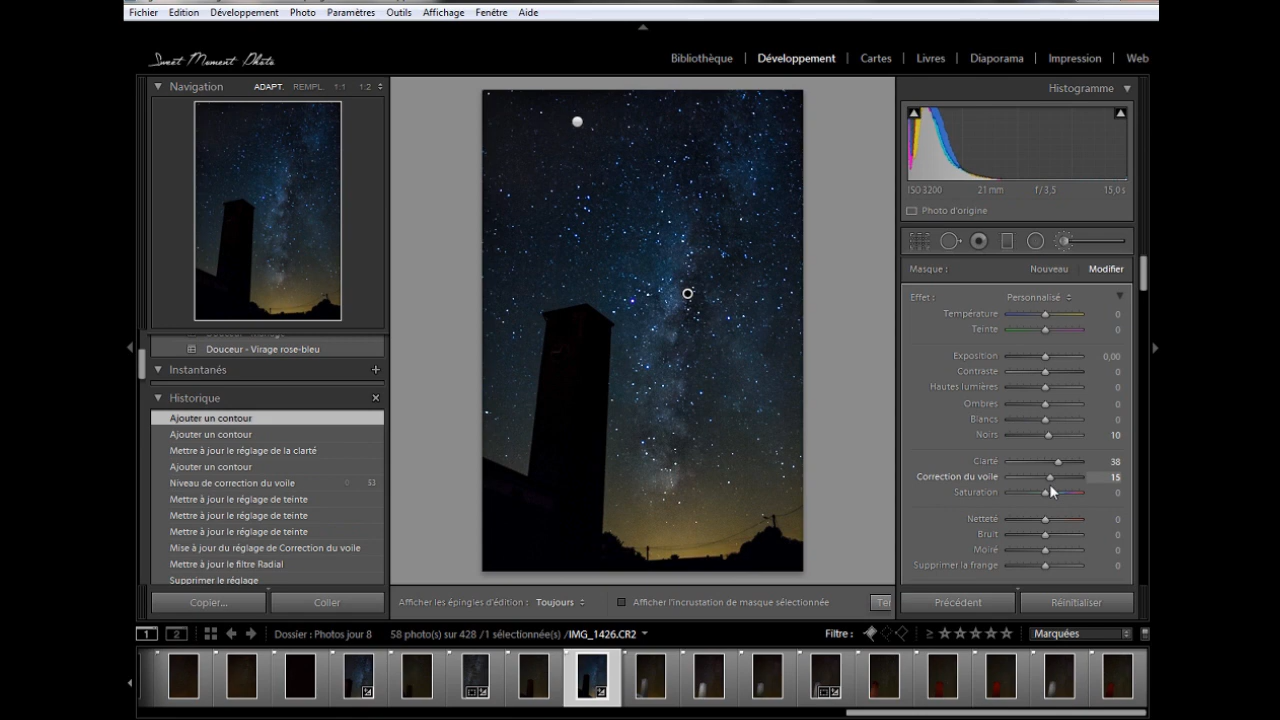 Fichier Edition Développement Photo Paramètres Outils Affichage Fenêtre Aide
Sweet Moment Photo
Bibliothèque | Développement | Cartes | Livres | Diaporama | Impression | Web
Navigation ADAPT. REMPL. 1:1 1:2
Histogramme
ISO 3200 21 mm f / 3,5 15,0 s
Photo d'origine
Masque : Nouveau Modifier
Effet : Personnalisé
Température 0
Teinte 0
Exposition 0,00
Contraste 0
Hautes lumières 0
Ombres 0
Blancs 0
Noirs 10
Clarté 38
Correction du voile 15
Saturation 0
Netteté 0
Bruit 0
Moiré 0
Supprimer la frange 0
Douceur - Virage rose-bleu
Instantanés +
Historique
Ajouter un contour
Ajouter un contour
Mettre à jour le réglage de la clarté
Ajouter un contour
Niveau de correction du voile 0 53
Mettre à jour le réglage de teinte
Mettre à jour le réglage de teinte
Mettre à jour le réglage de teinte
Mise à jour du réglage de Correction du voile
Mettre à jour le filtre Radial
Supprimer le réglage
Copier... Coller
Afficher les épingles d'édition : Toujours Afficher l'incrustation de masque sélectionnée
Précédent Réinitialiser
1 2 Dossier : Photos jour 8 58 photo(s) sur 428 /1 sélectionnée(s) /IMG_1426.CR2 Filtre : ≥ Marquées